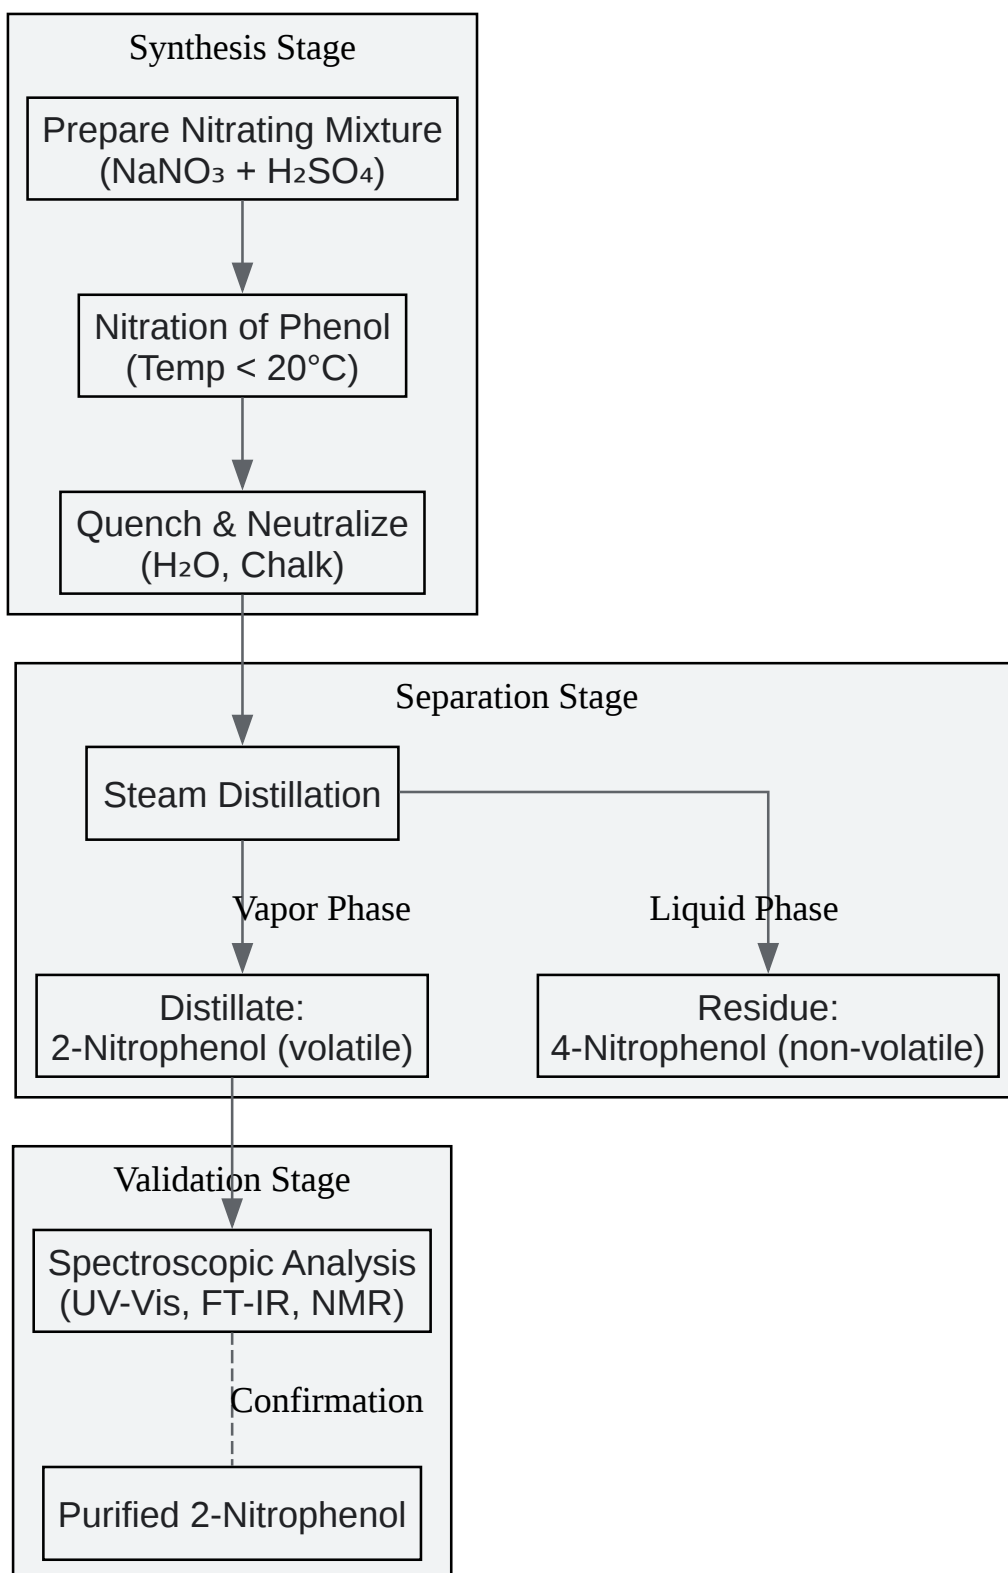 Synthesis Stage
Prepare Nitrating Mixture
(NaNO₃ + H₂SO₄)
Nitration of Phenol
(Temp < 20°C)
Quench & Neutralize
(H₂O, Chalk)
Separation Stage
Steam Distillation
Vapor Phase
Liquid Phase
Distillate:
2-Nitrophenol (volatile)
Residue:
4-Nitrophenol (non-volatile)
Validation Stage
Spectroscopic Analysis
(UV-Vis, FT-IR, NMR)
Confirmation
Purified 2-Nitrophenol